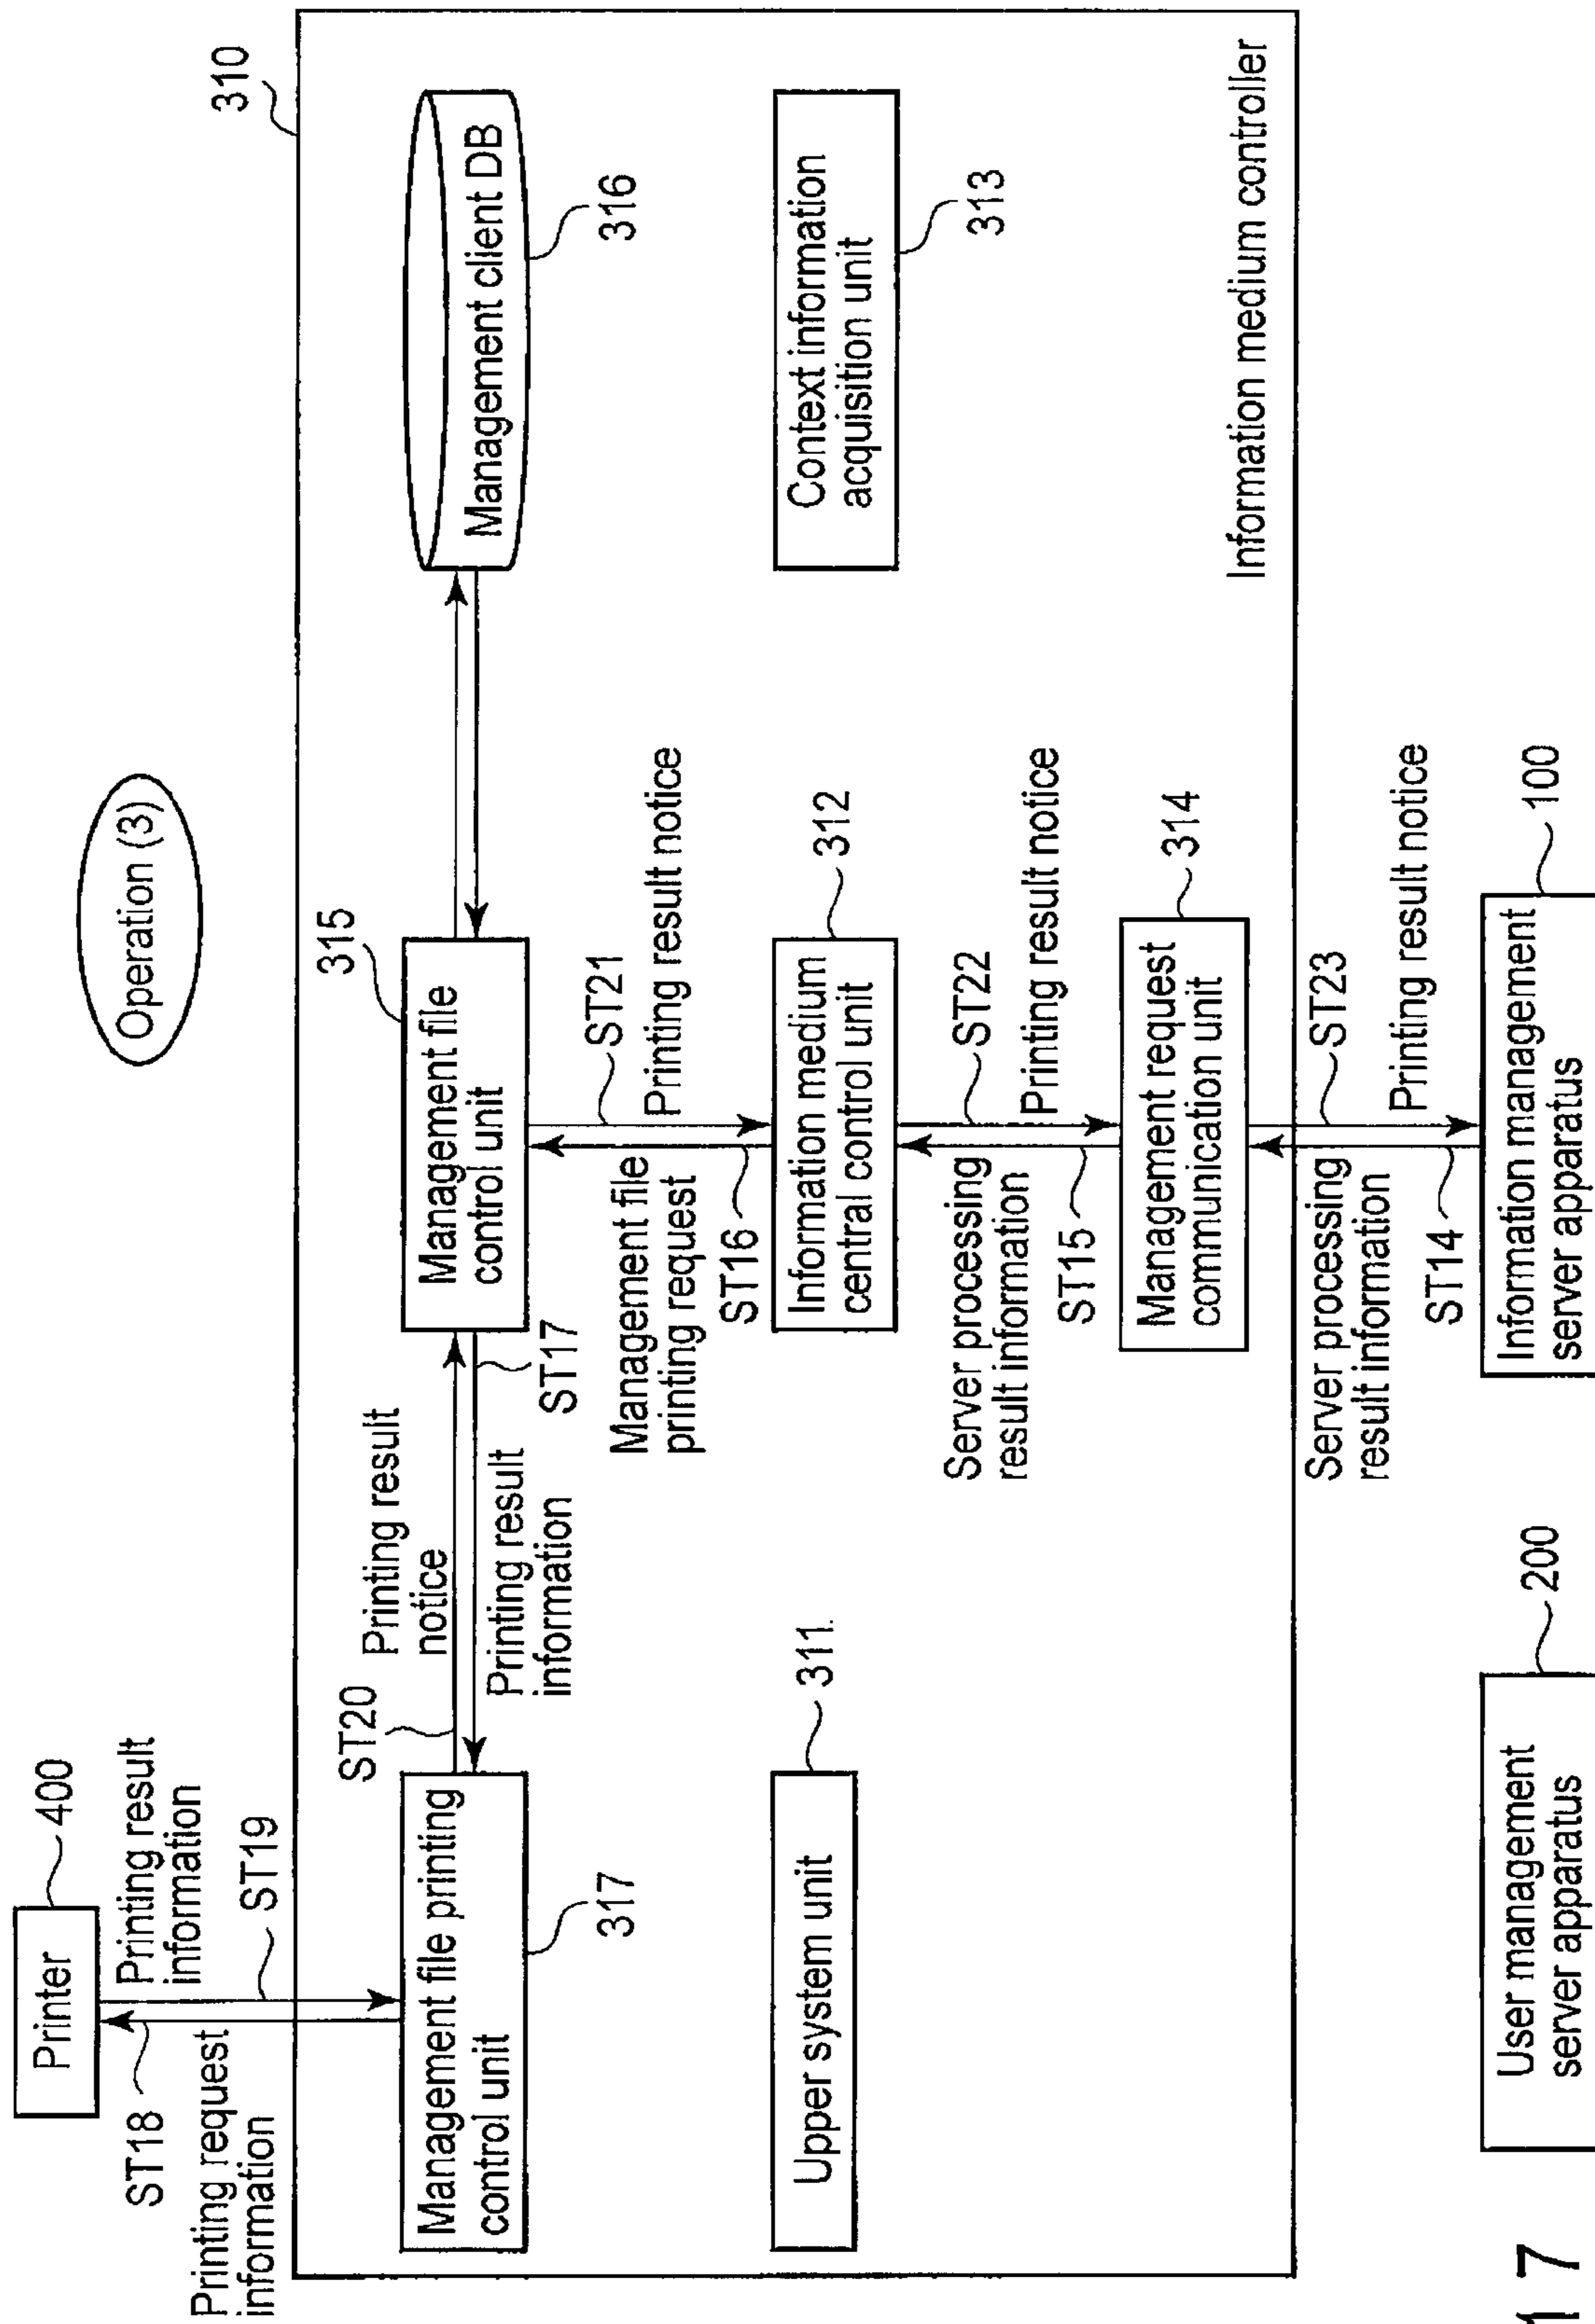 Operation (3)
Printer
400
ST18
Printing request
information
Printing result
information
ST19
310
Management file printing
control unit
317
ST20
Printing result
notice
Printing result
information
ST17
315
Management file
control unit
Management client DB
316
ST21
Printing result notice
Management file
printing request
ST16
Upper system unit
311
312
Information medium
central control unit
Context information
acquisition unit
313
ST22
Printing result notice
Server processing
result information
ST15
314
Management request
communication unit
Information medium controller
ST23
Printing result notice
Server processing
result information
ST14
200
User management
server apparatus
100
Information management
server apparatus
17